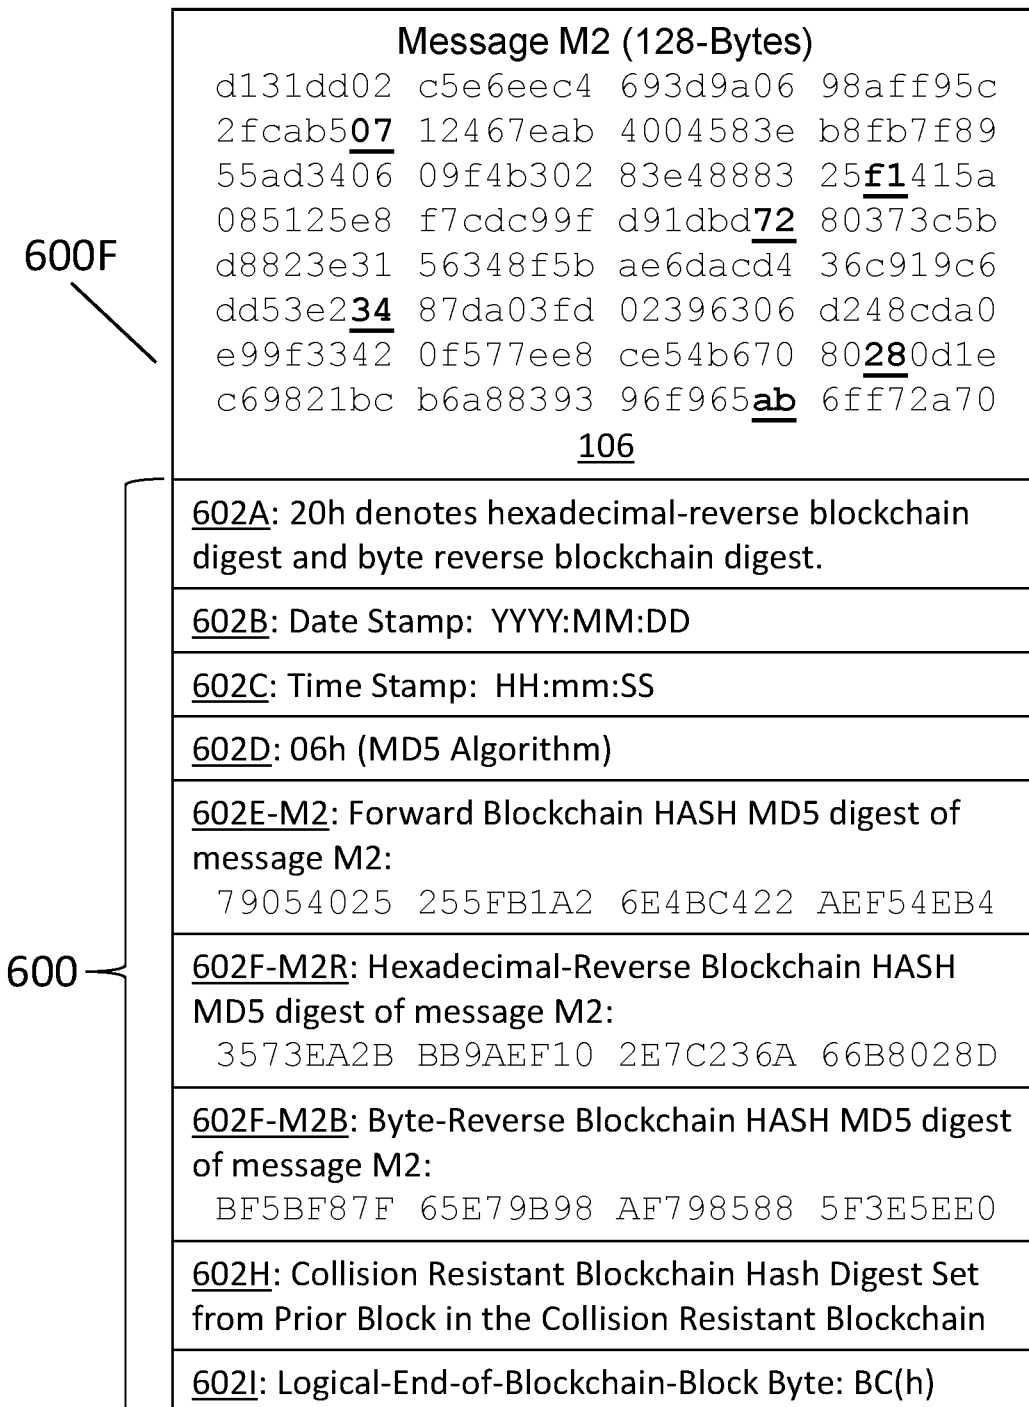 Message M2 (128-Bytes)
d131dd02 c5e6eec4 693d9a06 98aff95c
2fcab507 12467eab 4004583e b8fb7f89
55ad3406 09f4b302 83e48883 25f1415a
085125e8 f7cdc99f d91dbd72 80373c5b
d8823e31 56348f5b ae6dacd4 36c919c6
dd53e234 87da03fd 02396306 d248cda0
e99f3342 0f577ee8 ce54b670 80280d1e
c69821bc b6a88393 96f965ab 6ff72a70
106
600F
602A: 20h denotes hexadecimal-reverse blockchain
digest and byte reverse blockchain digest.
602B: Date Stamp: YYYY:MM:DD
602C: Time Stamp: HH:mm:SS
602D: 06h (MD5 Algorithm)
602E-M2: Forward Blockchain HASH MD5 digest of
message M2:
79054025 255FB1A2 6E4BC422 AEF54EB4
600
602F-M2R: Hexadecimal-Reverse Blockchain HASH
MD5 digest of message M2:
3573EA2B BB9AEF10 2E7C236A 66B8028D
602F-M2B: Byte-Reverse Blockchain HASH MD5 digest
of message M2:
BF5BF87F 65E79B98 AF798588 5F3E5EE0
602H: Collision Resistant Blockchain Hash Digest Set
from Prior Block in the Collision Resistant Blockchain
602I: Logical-End-of-Blockchain-Block Byte: BC(h)